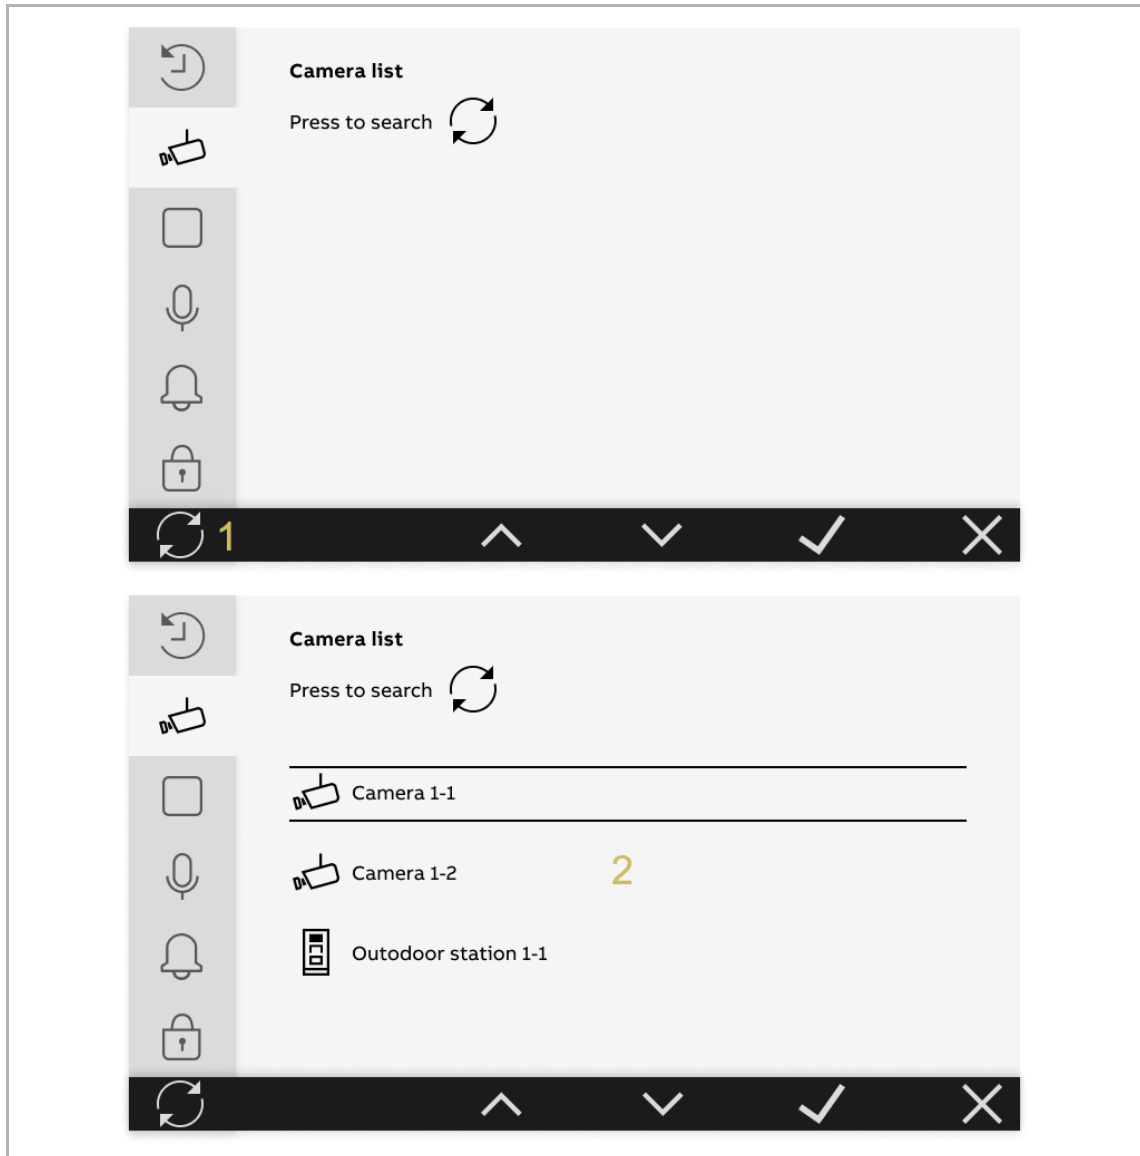 Camera list
Press to search
1
Camera list
Press to search
Camera 1-1
Camera 1-2
2
Outodoor station 1-1